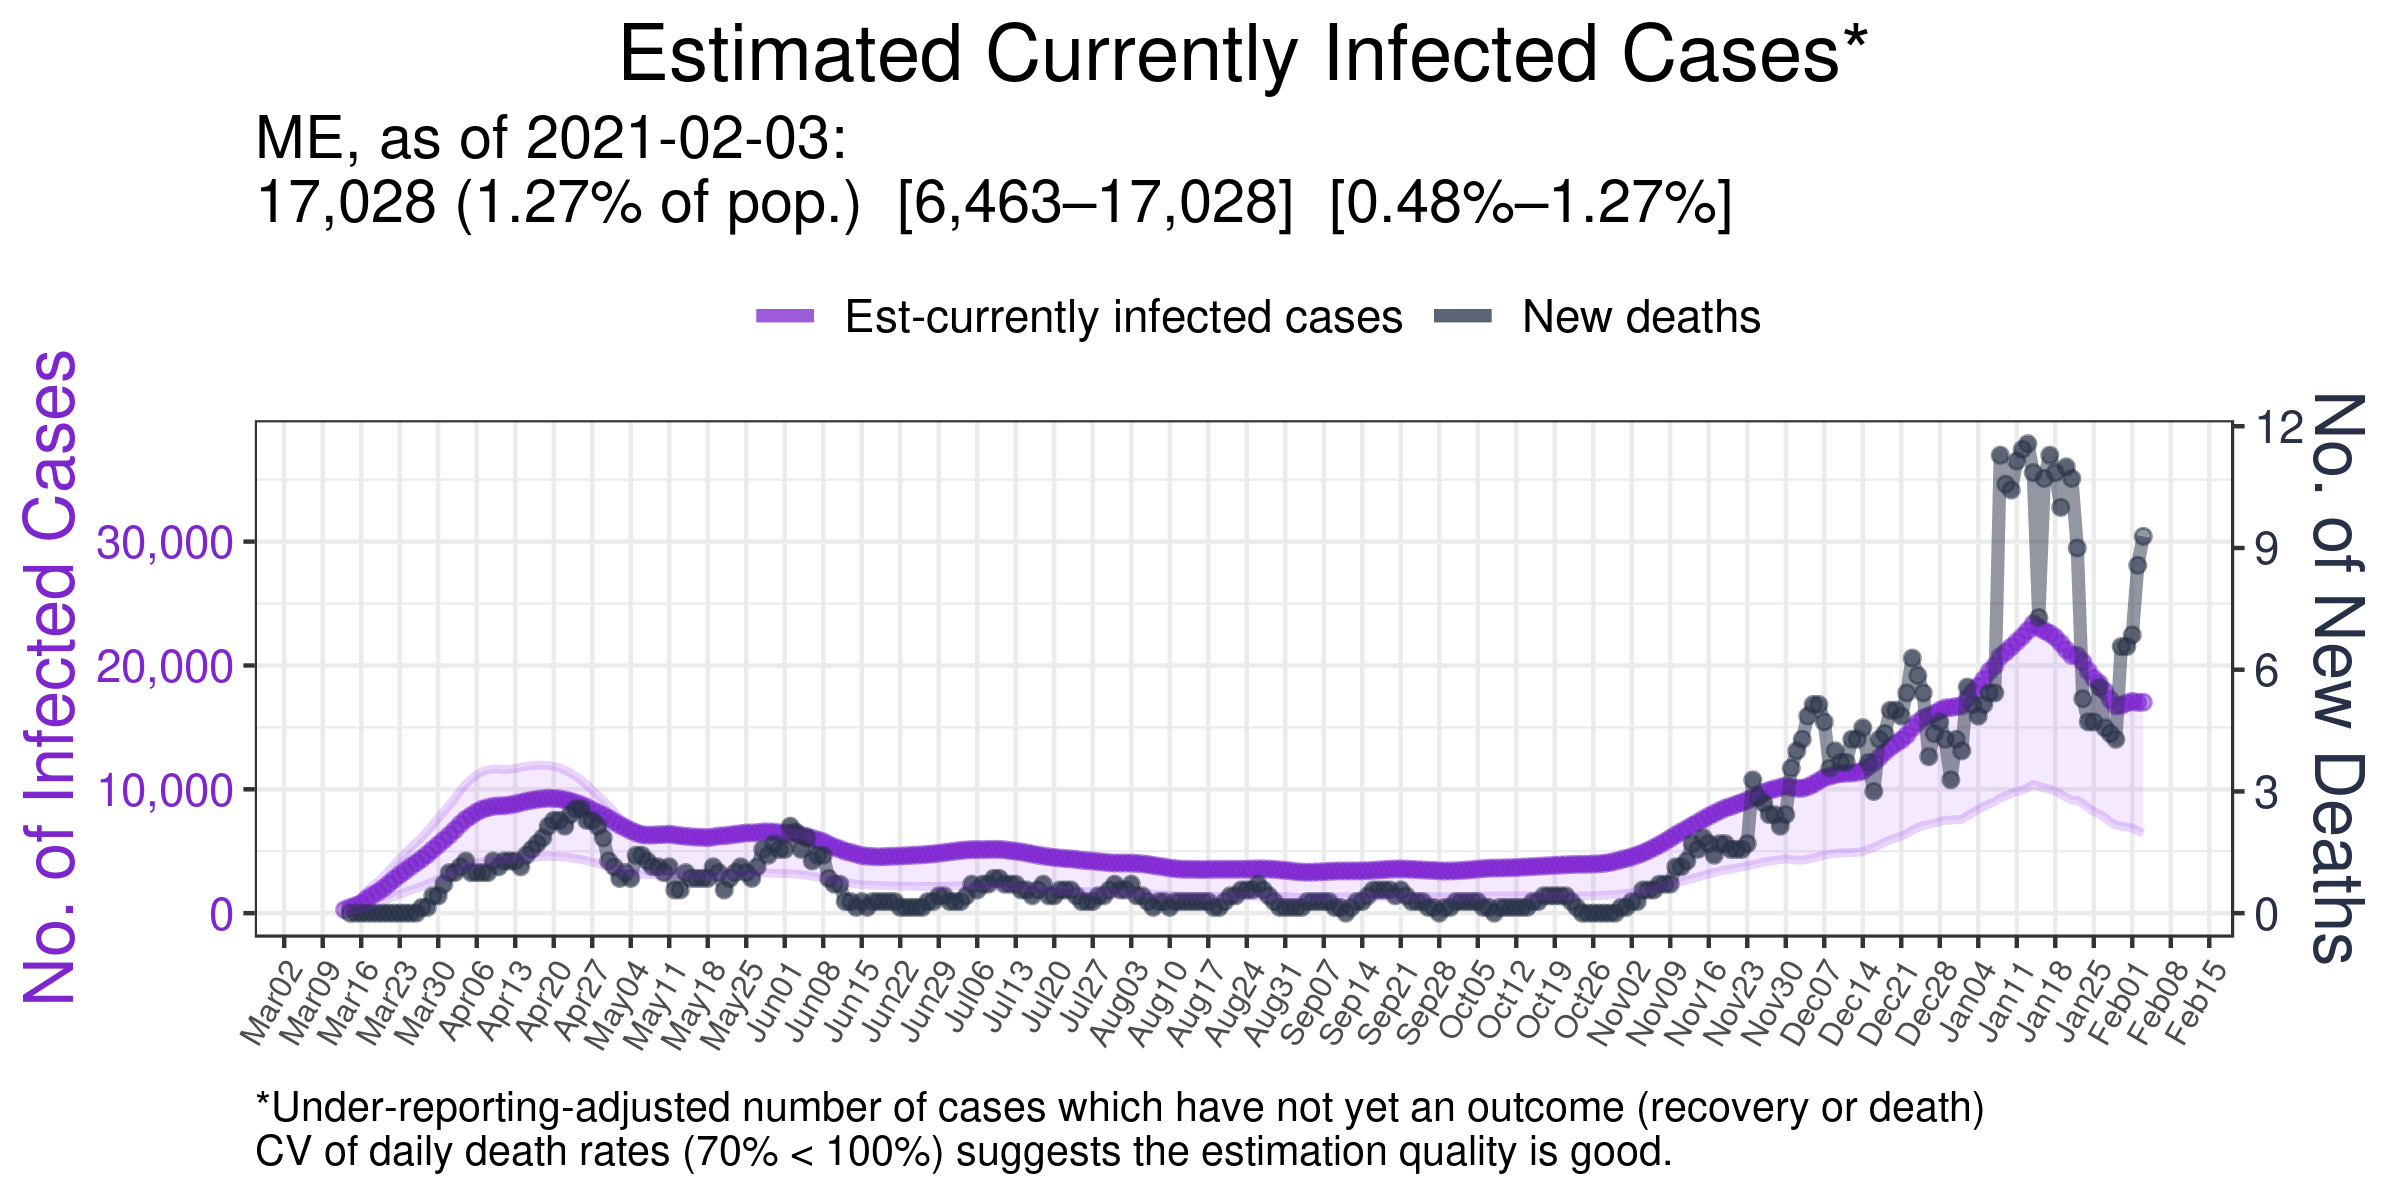 Estimated Currently Infected Cases*
ME, as of 2021-02-03:
17,028 (1.27% of pop.)  [6,463–17,028]  [0.48%–1.27%]
Est-currently infected cases
New deaths
No. of Infected Cases
30,000
20,000
10,000
0
12
9
6
3
0
No. of New Deaths
Mar02
Mar09
Mar16
Mar23
Mar30
Apr06
Apr13
Apr20
Apr27
May04
May11
May18
May25
Jun01
Jun08
Jun15
Jun22
Jun29
Jul06
Jul13
Jul20
Jul27
Aug03
Aug10
Aug17
Aug24
Aug31
Sep07
Sep14
Sep21
Sep28
Oct05
Oct12
Oct19
Oct26
Nov02
Nov09
Nov16
Nov23
Nov30
Dec07
Dec14
Dec21
Dec28
Jan04
Jan11
Jan18
Jan25
Feb01
Feb08
Feb15
*Under-reporting-adjusted number of cases which have not yet an outcome (recovery or death)
CV of daily death rates (70% < 100%) suggests the estimation quality is good.